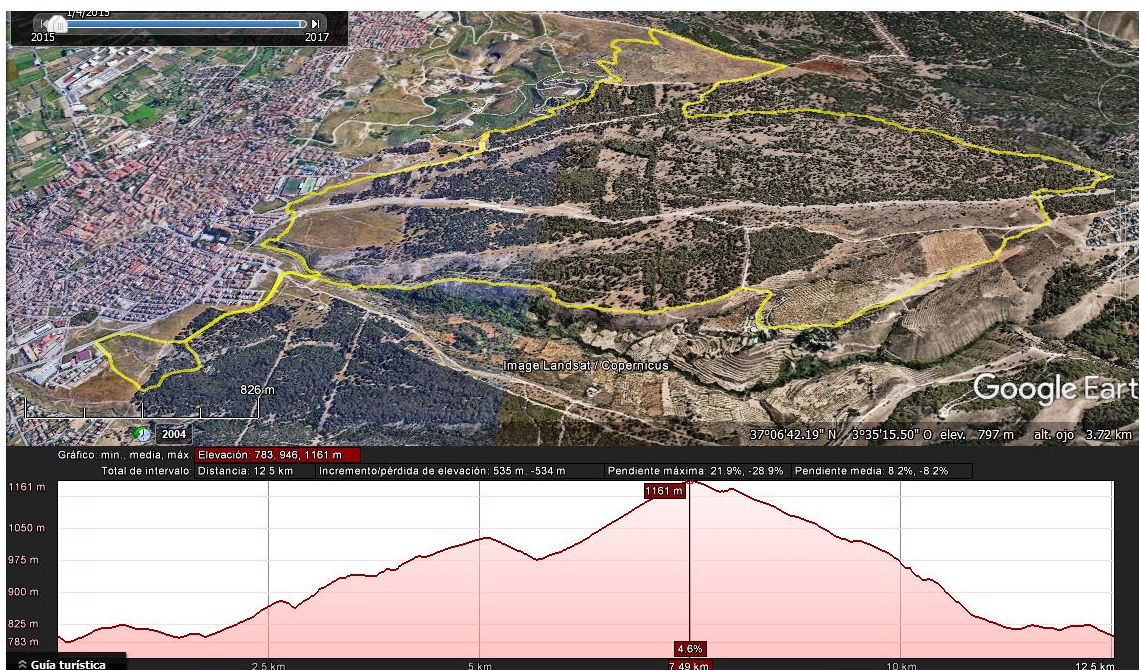 1/4/2015
2015 2017
Image Landsat / Copernicus
826 m
Google Eart
2004
37°06'42.19" N 3°35'15.50" O elev. 797 m alt. ojo 3.72 km
Gráfico: min., media, máx. Elevación: 783, 946, 1161 m
Total de intervalo: Distancia: 12.5 km Incremento/pérdida de elevación: 535 m, -534 m Pendiente máxima: 21.9%, -28.9% Pendiente media: 8.2%, -8.2%
1161 m
1161 m
1050 m
975 m
900 m
825 m
783 m
4.6%
Guía turística 2.5 km 5 km 7.49 km 10 km 12.5 km